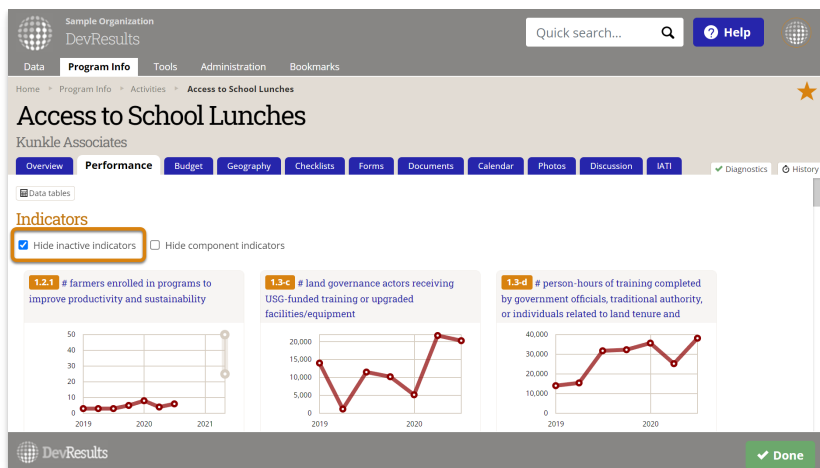 Sample Organization
DevResults
Quick search...
Help
Data Program Info Tools Administration Bookmarks
Home Program Info Activities Access to School Lunches
Access to School Lunches
Kunkle Associates
Overview Performance Budget Geography Checklists Forms Documents Calendar Photos Discussion IATI Diagnostics History
Data tables
Indicators
Hide inactive indicators Hide component indicators
1.2.1 # farmers enrolled in programs to
improve productivity and sustainability
50
40
30
20
10
0
2019 2020 2021
1.3-c # land governance actors receiving
USG-funded training or upgraded
facilities/equipment
20,000
15,000
10,000
5,000
0
2019 2020
1.3-d # person-hours of training completed
by government officials, traditional authority,
or individuals related to land tenure and
40,000
30,000
20,000
10,000
0
2019 2020
DevResults
Done